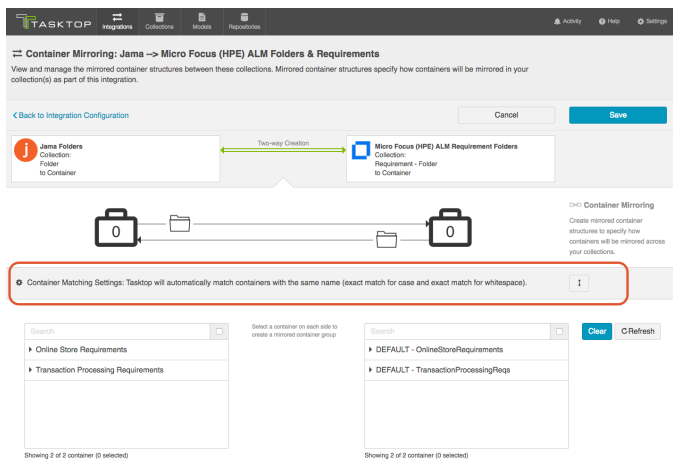 TASKTOP
Integrations
Collections
Models
Repositories
Activity
Help
Settings
Container Mirroring: Jama --> Micro Focus (HPE) ALM Folders & Requirements
View and manage the mirrored container structures between these collections. Mirrored container structures specify how containers will be mirrored in your
collection(s) as part of this integration.
Back to Integration Configuration
Cancel
Save
j
Jama Folders
Collection:
Folder
to Container
Two-way Creation
Micro Focus (HPE) ALM Requirement Folders
Collection:
Requirement - Folder
to Container
0
0
Container Mirroring
Create mirrored container
structures to specify how
containers will be mirrored across
your collections.
Container Matching Settings: Tasktop will automatically match containers with the same name (exact match for case and exact match for whitespace).
Search
Select a container on each side to
create a mirrored container group
Search
Clear
Refresh
Online Store Requirements
Transaction Processing Requirements
DEFAULT - OnlineStoreRequirements
DEFAULT - TransactionProcessingReqs
Showing 2 of 2 container (0 selected)
Showing 2 of 2 container (0 selected)